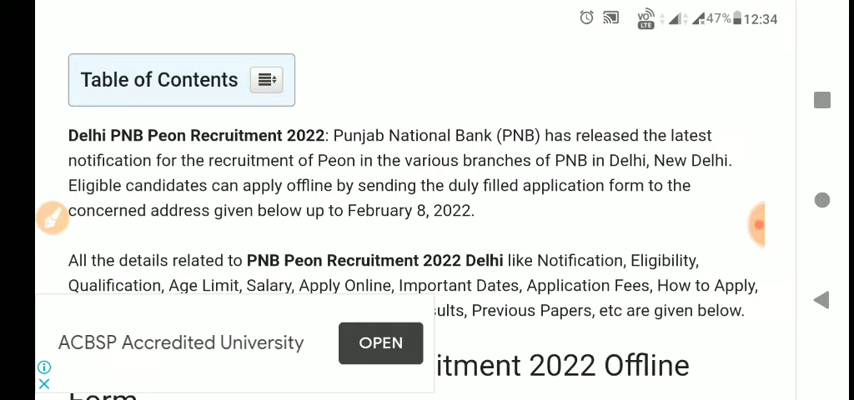 47% 12:34
Table of Contents
Delhi PNB Peon Recruitment 2022: Punjab National Bank (PNB) has released the latest
notification for the recruitment of Peon in the various branches of PNB in Delhi, New Delhi.
Eligible candidates can apply offline by sending the duly filled application form to the
concerned address given below up to February 8, 2022.
All the details related to PNB Peon Recruitment 2022 Delhi like Notification, Eligibility,
Qualification, Age Limit, Salary, Apply Online, Important Dates, Application Fees, How to Apply,
sults, Previous Papers, etc are given below.
ACBSP Accredited University OPEN
itment 2022 Offline
Form